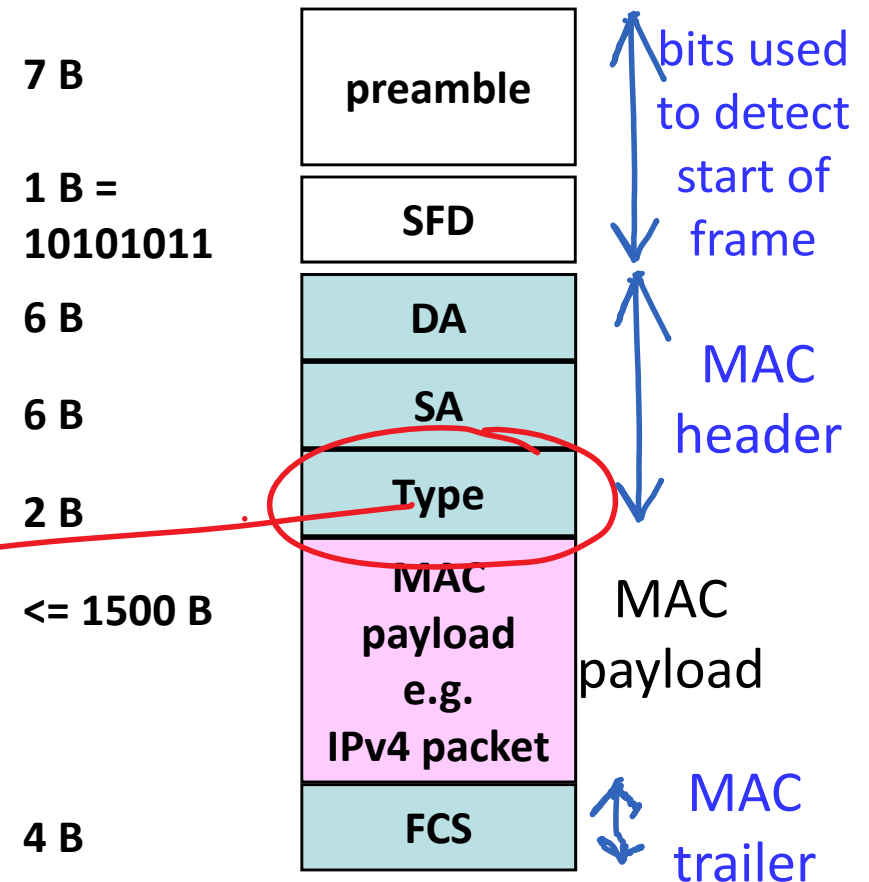 7 B
preamble
bits used
to detect
start of
frame
1 B =
10101011
SFD
6 B
DA
MAC
header
6 B
SA
2 B
Type
<= 1500 B
MAC
payload
e.g.
IPv4 packet
MAC
payload
4 B
FCS
MAC
trailer